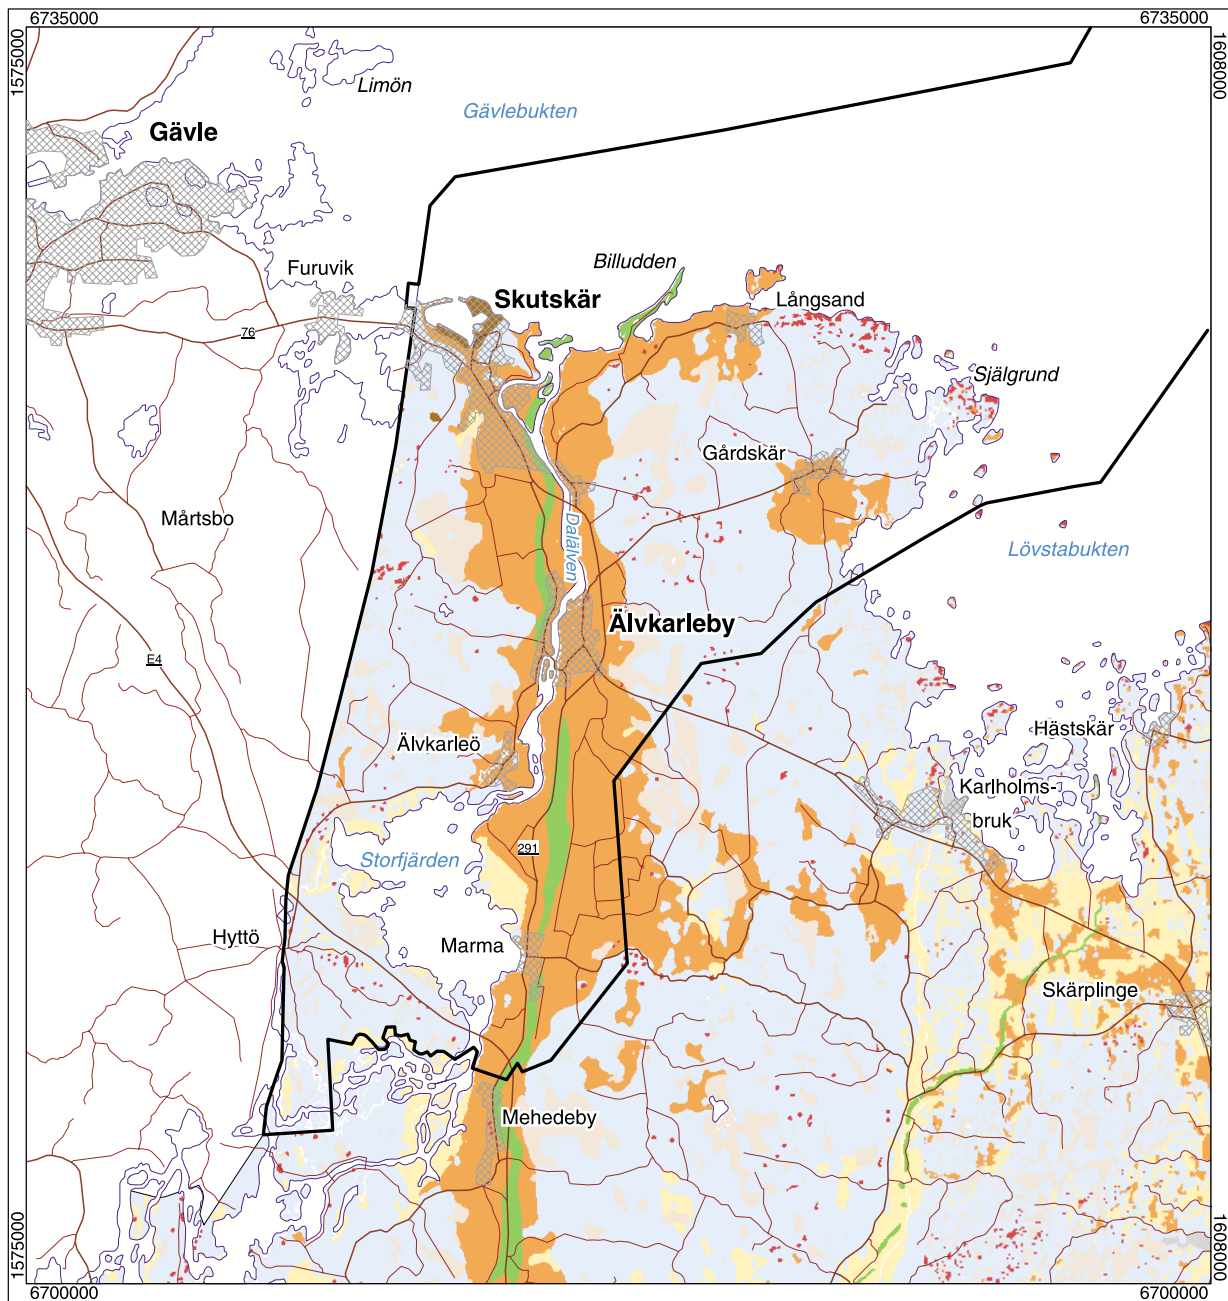 6735000
6735000
1575000
1608000
Limön
Gävlebukten
Gävle
Billudden
Furuvik
Skutskär
Långsand
76
Själgrund
Gårdskär
Mårtsbo
Dalälven
Lövstabukten
Älvkarleby
E4
Hästskär
Älvkarleö
Karlholms-
bruk
291
Storfjärden
Hyttö
Marma
Skärplinge
Mehedeby
1575000
1608000
6700000
6700000